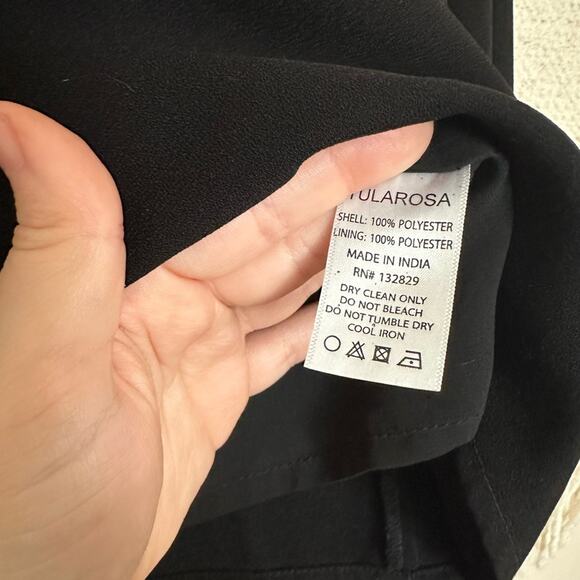 TULAROSA
SHELL: 100% POLYESTER
LINING: 100% POLYESTER
MADE IN INDIA
RN# 132829
DRY CLEAN ONLY
DO NOT BLEACH
DO NOT TUMBLE DRY
COOL IRON